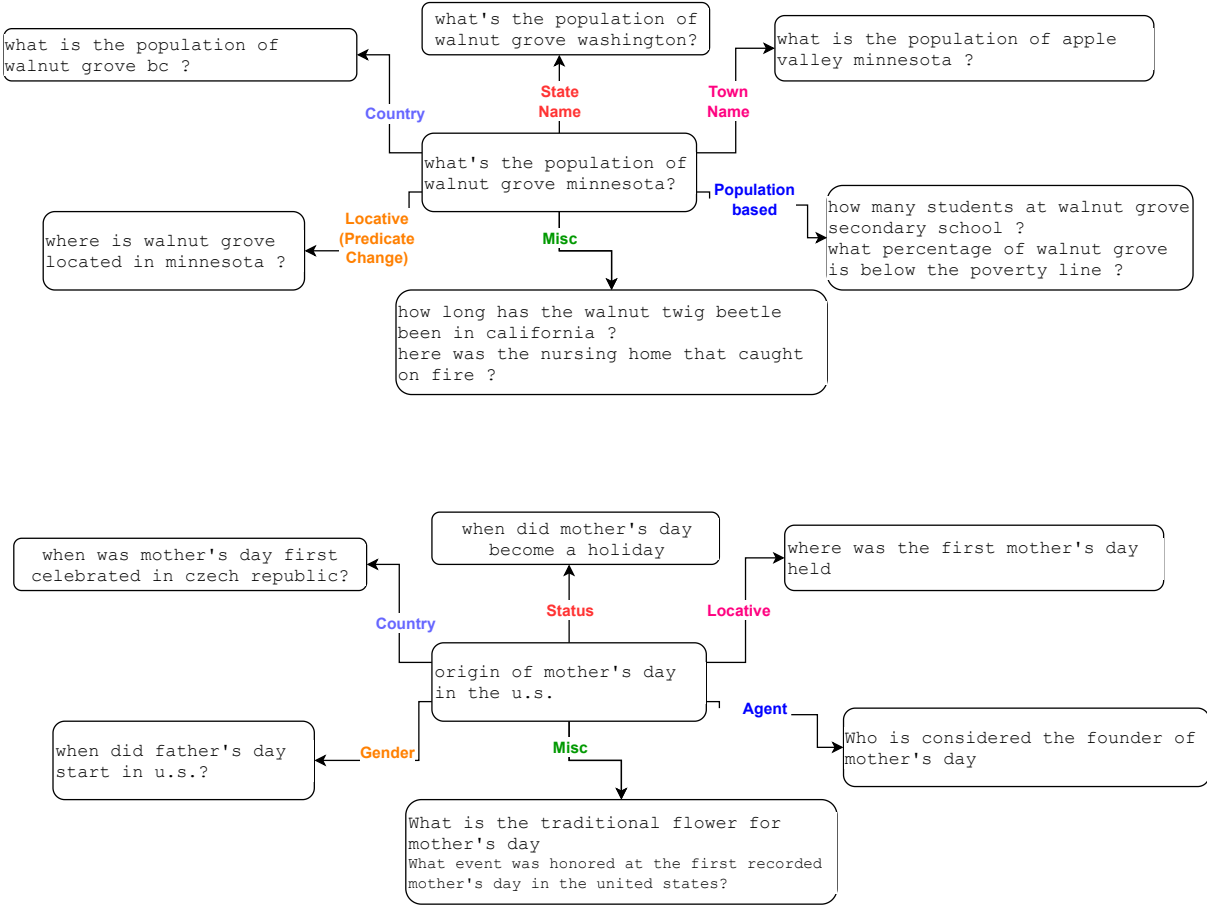 what's the population of
walnut grove washington?
what is the population of
walnut grove bc ?
what is the population of apple
valley minnesota ?
State
Name
Town
Name
Country
what's the population of
walnut grove minnesota?
Population
based
how many students at walnut grove
secondary school ?
what percentage of walnut grove
is below the poverty line ?
Locative
(Predicate
Change)
where is walnut grove
located in minnesota ?
Misc
how long has the walnut twig beetle
been in california ?
here was the nursing home that caught
on fire ?
when did mother's day
become a holiday
when was mother's day first
celebrated in czech republic?
where was the first mother's day
held
Country
Status
Locative
origin of mother's day
in the u.s.
Agent
Who is considered the founder of
mother's day
Gender
when did father's day
start in u.s.?
Misc
What is the traditional flower for
mother's day
What event was honored at the first recorded
mother's day in the united states?